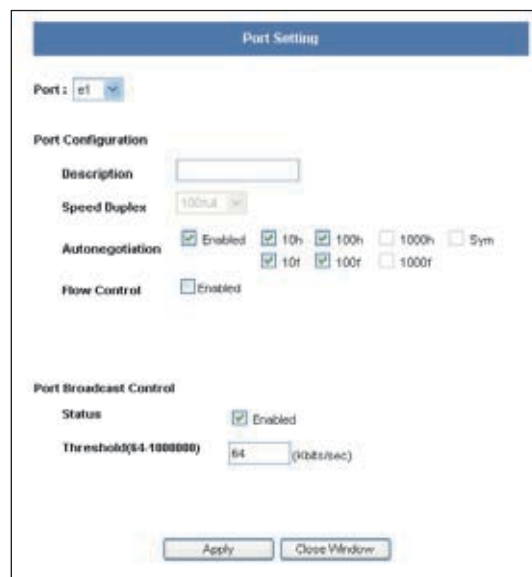 Port Setting
Port : e1
Port Configuration
Description
Speed Duplex 100full
Autonegotiation Enabled 10h 100h 1000h Sym
10f 100f 1000f
Flow Control Enabled
Port Broadcast Control
Status Enabled
Threshold(64-1000000) 64 (Kbits/sec)
Apply Close Window